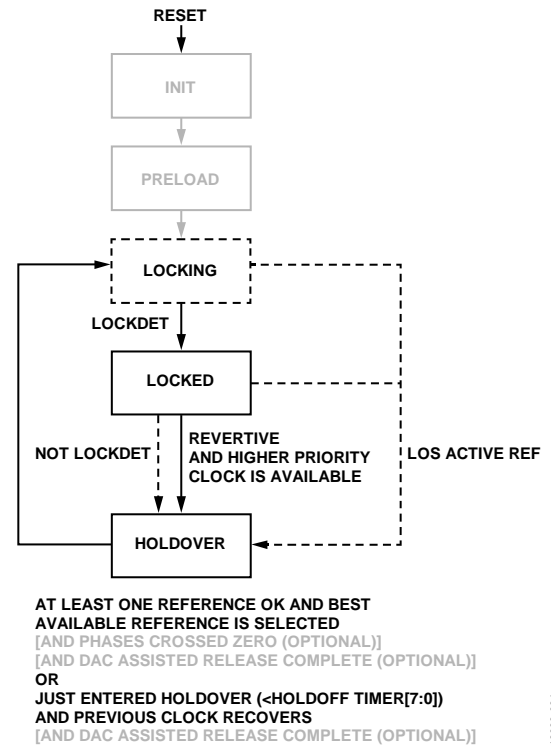 RESET
INIT
PRELOAD
LOCKING
LOCKDET
LOCKED
NOT LOCKDET
REVERTIVE
AND HIGHER PRIORITY
CLOCK IS AVAILABLE
LOS ACTIVE REF
HOLDOVER
AT LEAST ONE REFERENCE OK AND BEST
AVAILABLE REFERENCE IS SELECTED
[AND PHASES CROSSED ZERO (OPTIONAL)]
[AND DAC ASSISTED RELEASE COMPLETE (OPTIONAL)]
OR
JUST ENTERED HOLDOVER (<HOLDOFF TIMER[7:0])
AND PREVIOUS CLOCK RECOVERS
[AND DAC ASSISTED RELEASE COMPLETE (OPTIONAL)]